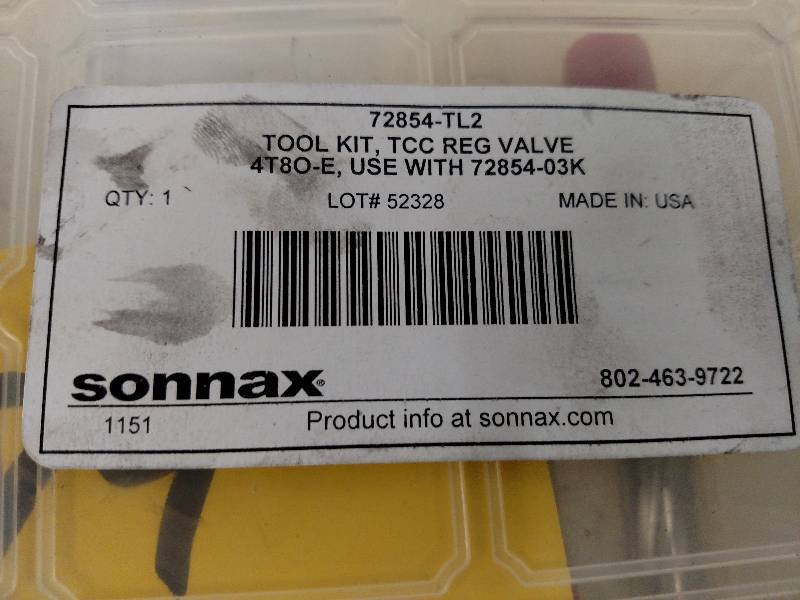 72854-TL2
TOOL KIT, TCC REG VALVE
4T8O-E, USE WITH 72854-03K
QTY: 1 LOT# 52328 MADE IN: USA
sonnax® 802-463-9722
1151 Product info at sonnax.com